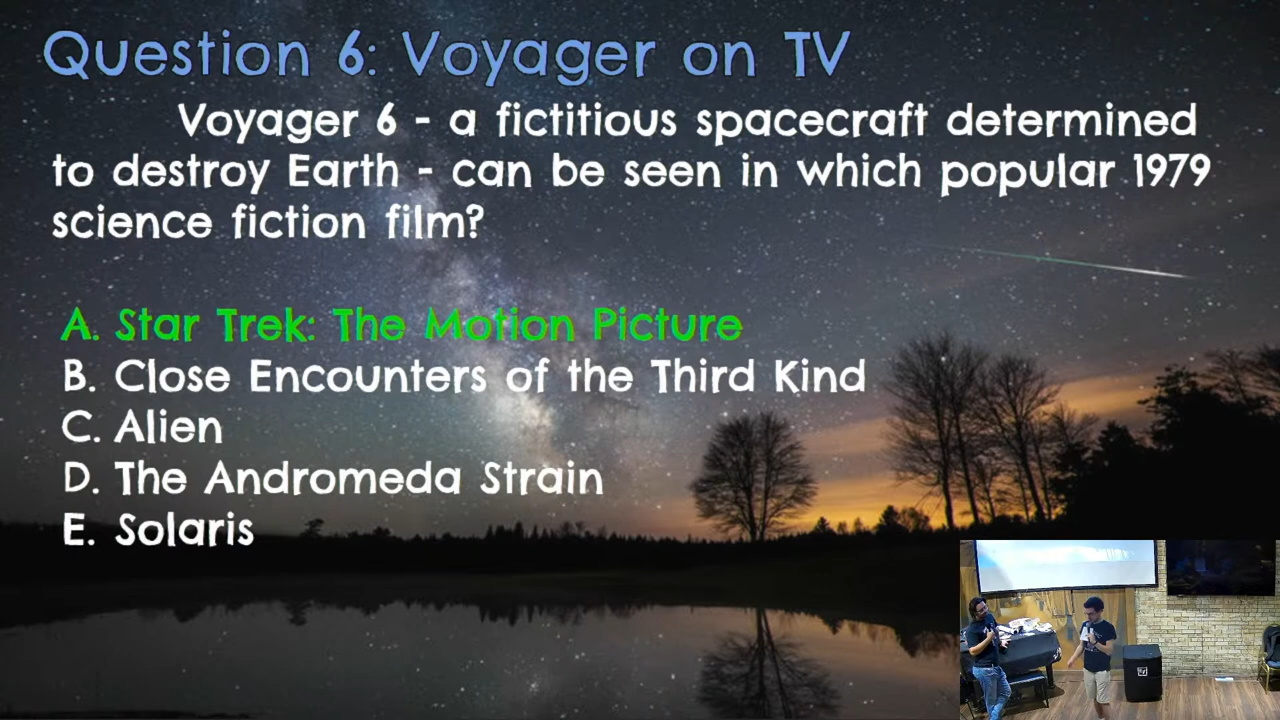 Question 6: Voyager on TV
Voyager 6 - a fictitious spacecraft determined
to destroy Earth - can be seen in which popular 1979
science fiction film?
A. Star Trek: The Motion Picture
B. Close Encounters of the Third Kind
C. Alien
D. The Andromeda Strain
E. Solaris